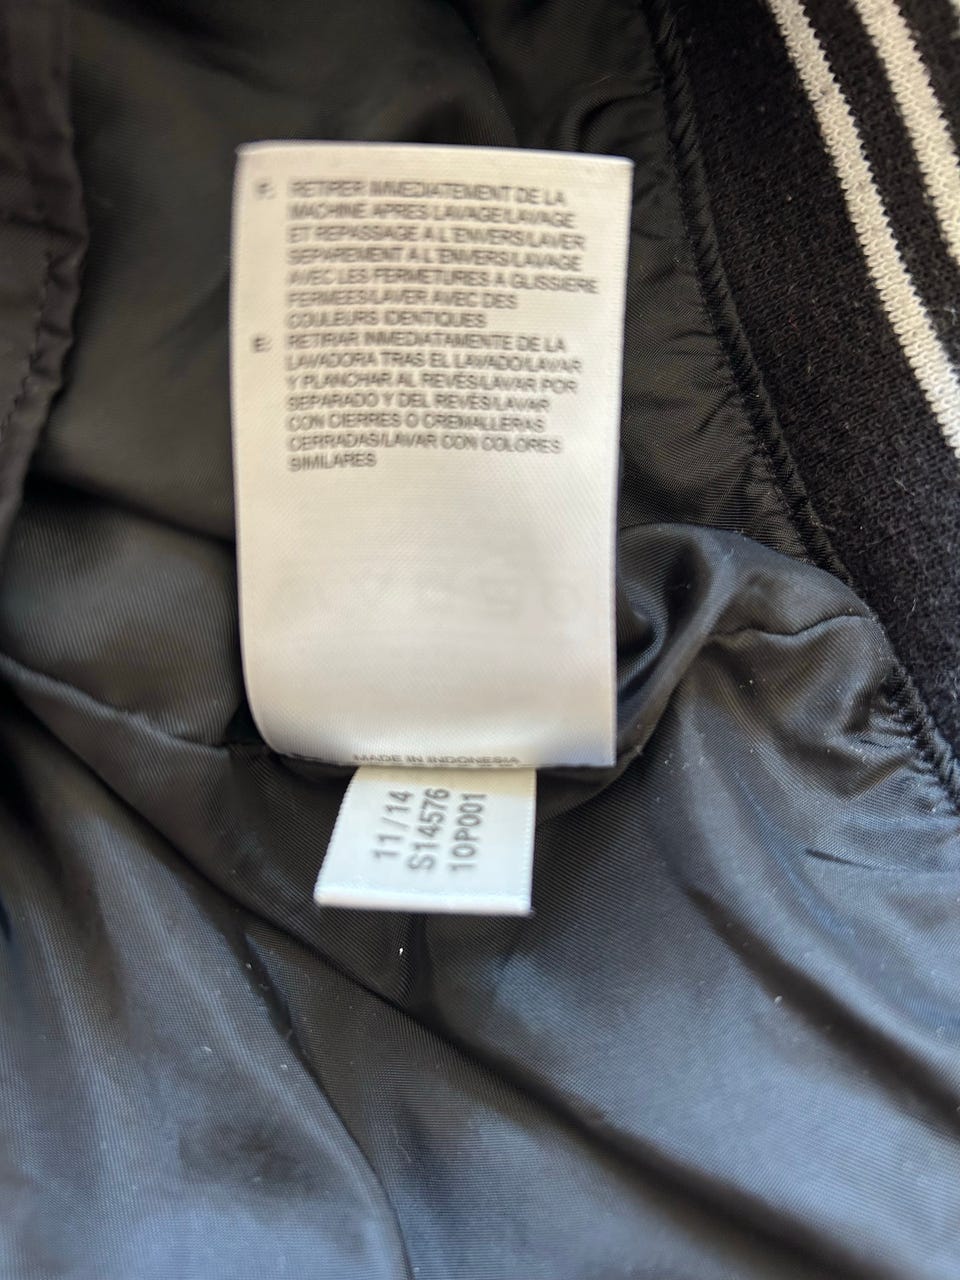 F: RETIRER IMMEDIATEMENT DE LA
MACHINE APRES LAVAGE/LAVAGE
ET REPASSAGE A L'ENVERS/LAVER
SEPAREMENT A L'ENVERS/LAVAGE
AVEC LES FERMETURES A GLISSIERE
FERMEES/LAVER AVEC DES
COULEURS IDENTIQUES
E: RETIRAR INMEDIATAMENTE DE LA
LAVADORA TRAS EL LAVADO/LAVAR
Y PLANCHAR AL REVES/LAVAR POR
SEPARADO Y DEL REVES/LAVAR
CON CIERRES O CREMALLERAS
CERRADAS/LAVAR CON COLORES
SIMILARES
MADE IN INDONESIA
11/14
S14576
10P001